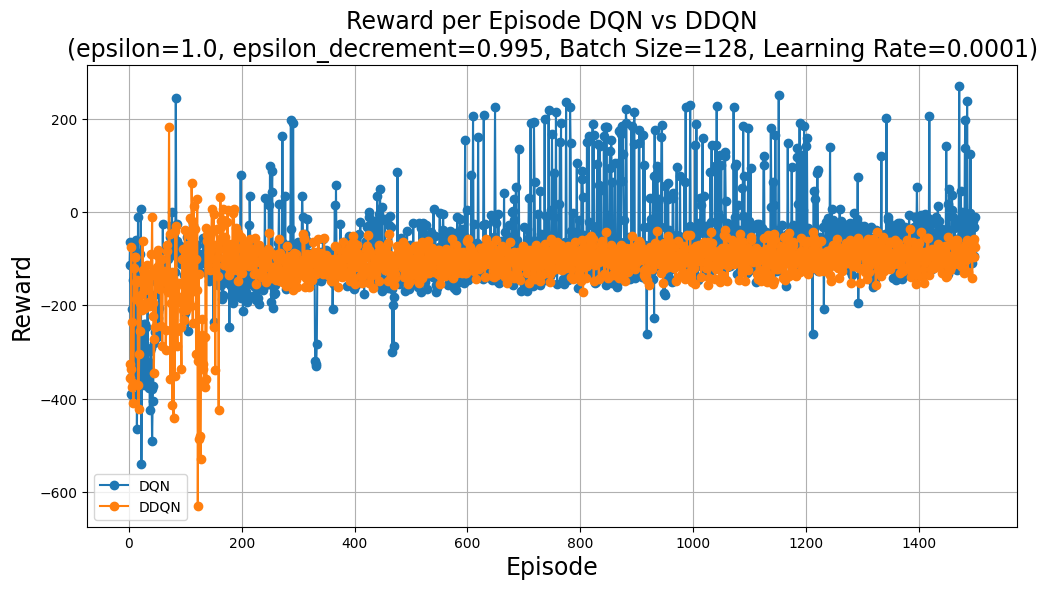 Reward per Episode DQN vs DDQN
(epsilon=1.0, epsilon_decrement=0.995, Batch Size=128, Learning Rate=0.0001)
Reward
200
0
−200
−400
−600
DQN
DDQN
0 200 400 600 800 1000 1200 1400
Episode